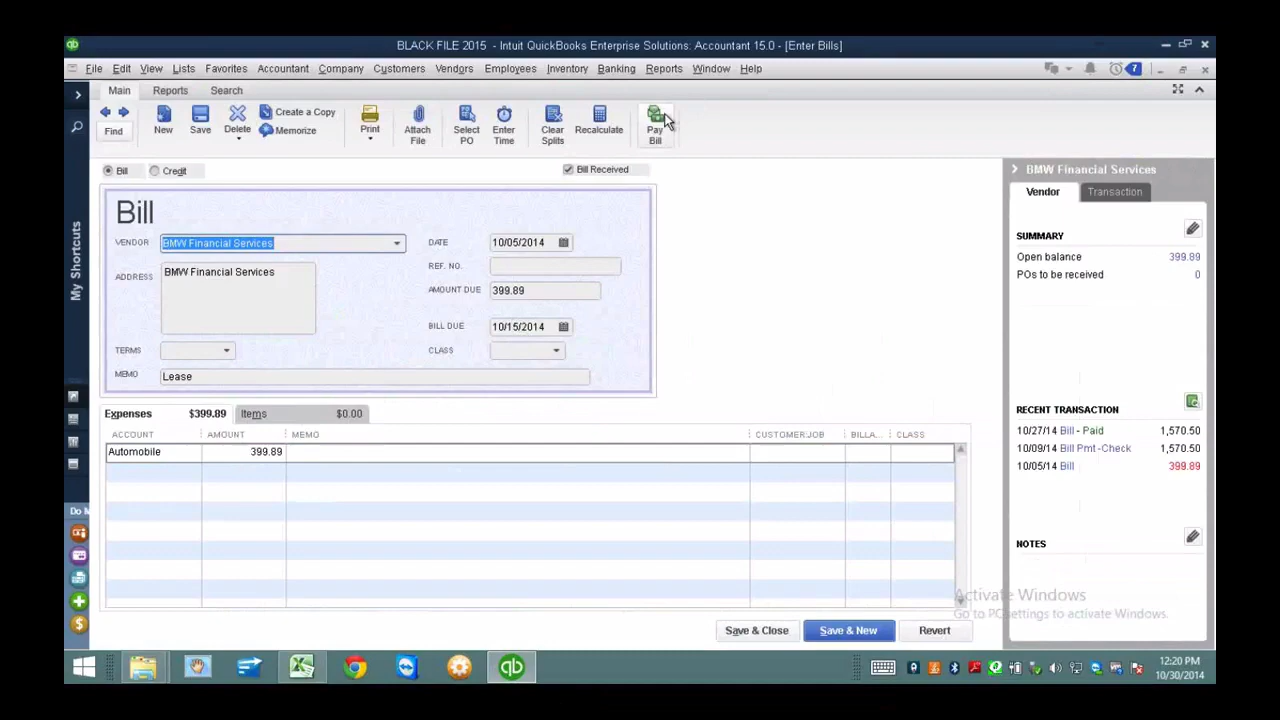 BLACK FILE 2015 - Intuit QuickBooks Enterprise Solutions: Accountant 15.0 - [Enter Bills]
File Edit View Lists Favorites Accountant Company Customers Vendors Employees Inventory Banking Reports Window Help 7
Main Reports Search
Find New Save Delete Create a Copy Memorize Print Attach File Select PO Enter Time Clear Splits Recalculate Pay Bill
My Shortcuts
Do M
Bill Credit Bill Received
Bill
VENDOR BMW Financial Services DATE 10/05/2014
ADDRESS BMW Financial Services REF. NO.
AMOUNT DUE 399.89
BILL DUE 10/15/2014
TERMS CLASS
MEMO Lease
Expenses $399.89 Items $0.00
ACCOUNT AMOUNT MEMO CUSTOMER:JOB BILLA... CLASS
Automobile 399.89
Save & Close Save & New Revert
BMW Financial Services
Vendor Transaction
SUMMARY
Open balance 399.89
POs to be received 0
RECENT TRANSACTION
10/27/14 Bill - Paid 1,570.50
10/09/14 Bill Pmt -Check 1,570.50
10/05/14 Bill 399.89
NOTES
Activate Windows
Go to PC settings to activate Windows.
qb
12:20 PM
10/30/2014